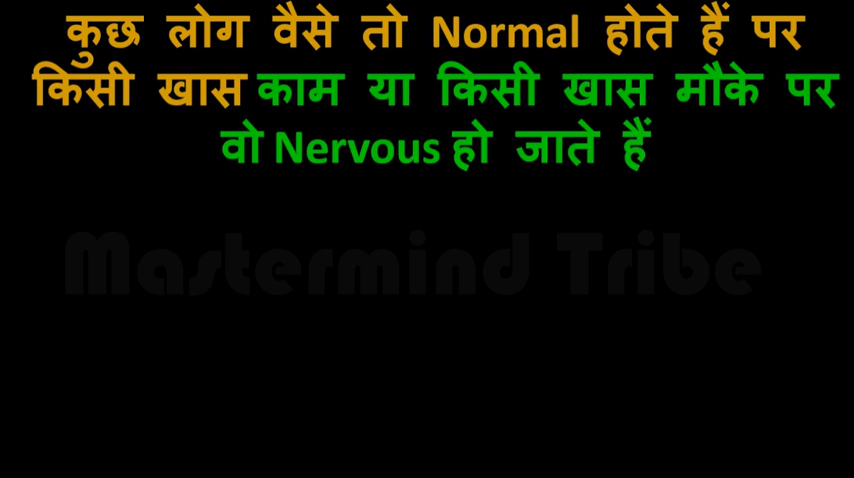 कुछ लोग वैसे तो Normal होते हैं पर
किसी खास काम या किसी खास मौके पर
वो Nervous हो जाते हैं
Mastermind Tribe